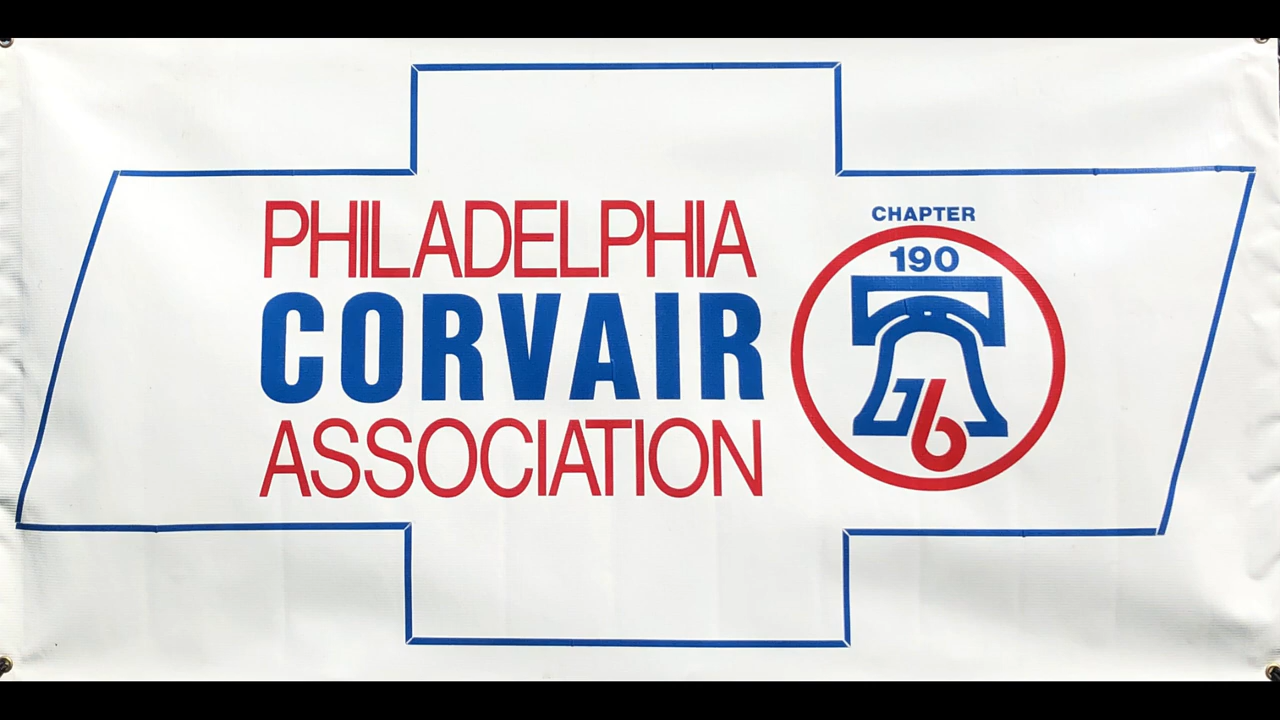 PHILADELPHIA
CORVAIR
ASSOCIATION
CHAPTER
190
76